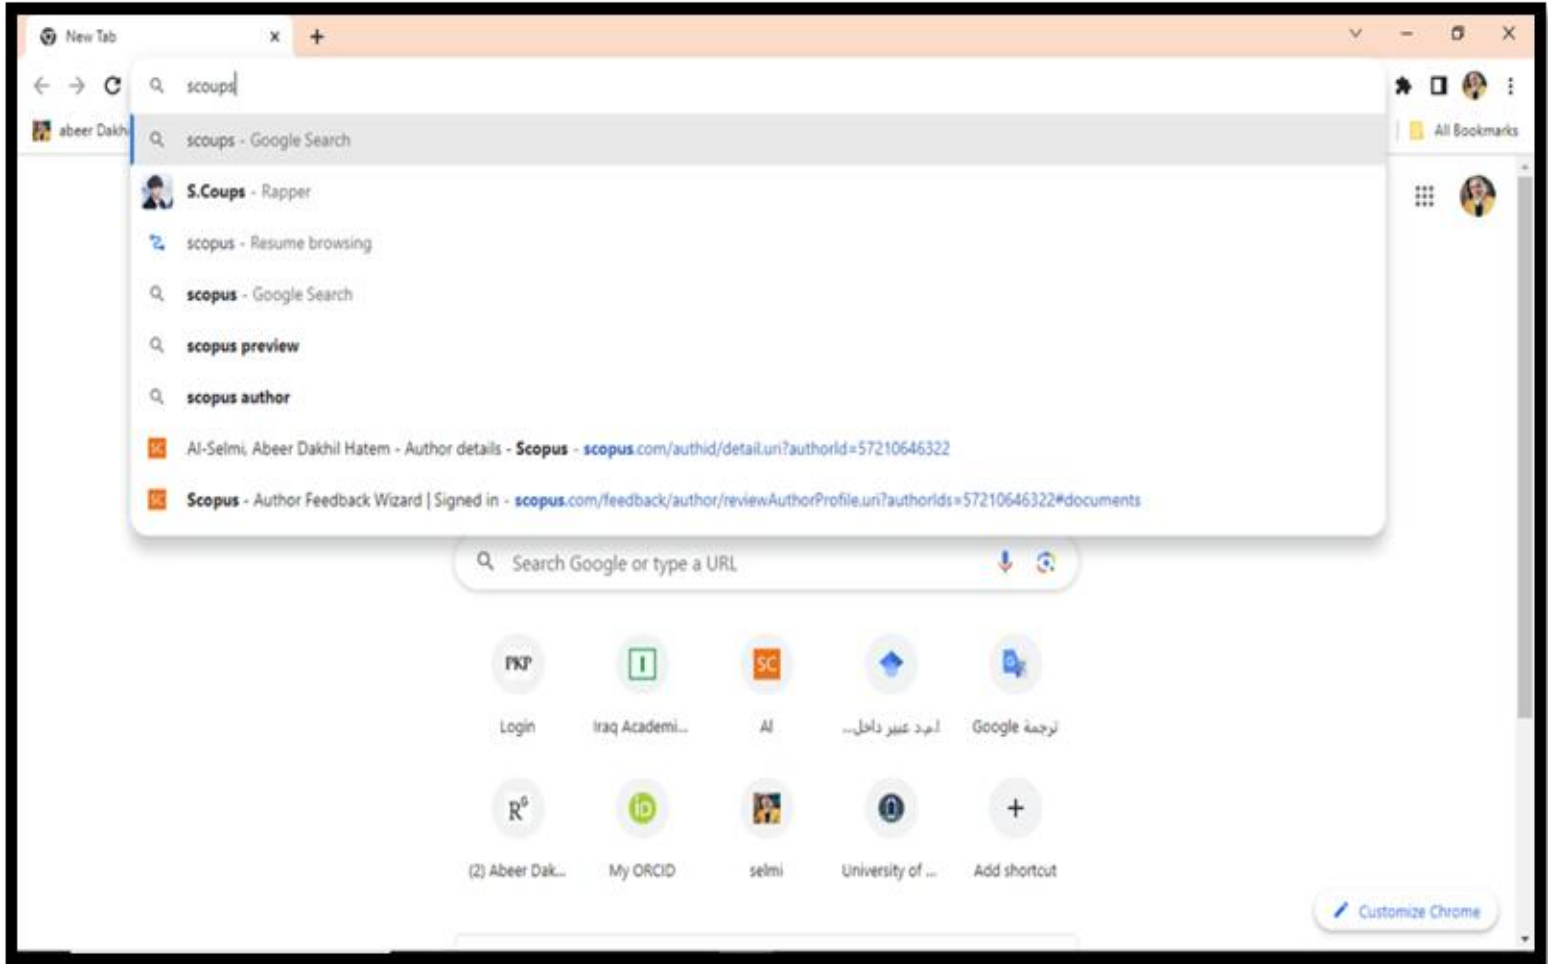 New Tab
scoups
abeer Dakhi
All Bookmarks
scoups - Google Search
S.Coups - Rapper
scopus - Resume browsing
scopus - Google Search
scopus preview
scopus author
SC Al-Selmi, Abeer Dakhil Hatem - Author details - Scopus - scopus.com/authid/detail.uri?authorId=57210646322
SC Scopus - Author Feedback Wizard | Signed in - scopus.com/feedback/author/reviewAuthorProfile.uri?authorIds=57210646322#documents
Search Google or type a URL
PKP
I
SC
G
Login
Iraq Academi...
Al
ا.م.د عبير داخل...
ترجمة Google
RG
iD
(2) Abeer Dak...
My ORCID
selmi
University of ...
Add shortcut
Customize Chrome